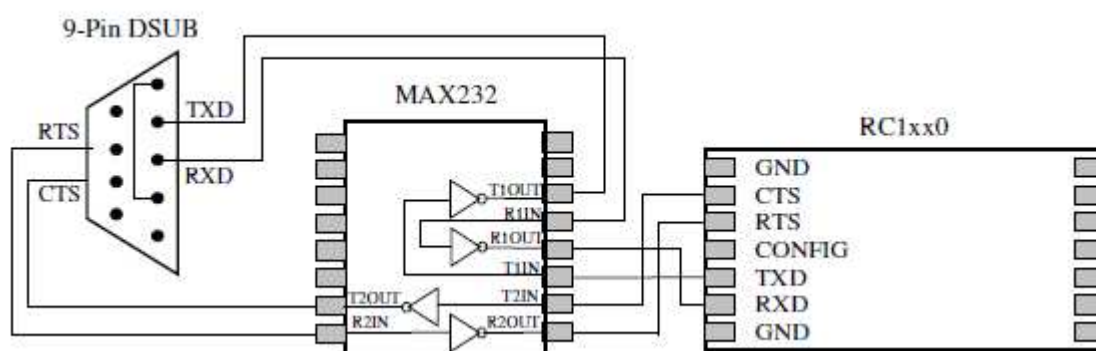 9-Pin DSUB
TXD
RTS
RXD
CTS
MAX232
T1OUT
R1IN
R1OUT
T1IN
T2OUT
T2IN
R2IN
R2OUT
RC1xx0
GND
CTS
RTS
CONFIG
TXD
RXD
GND